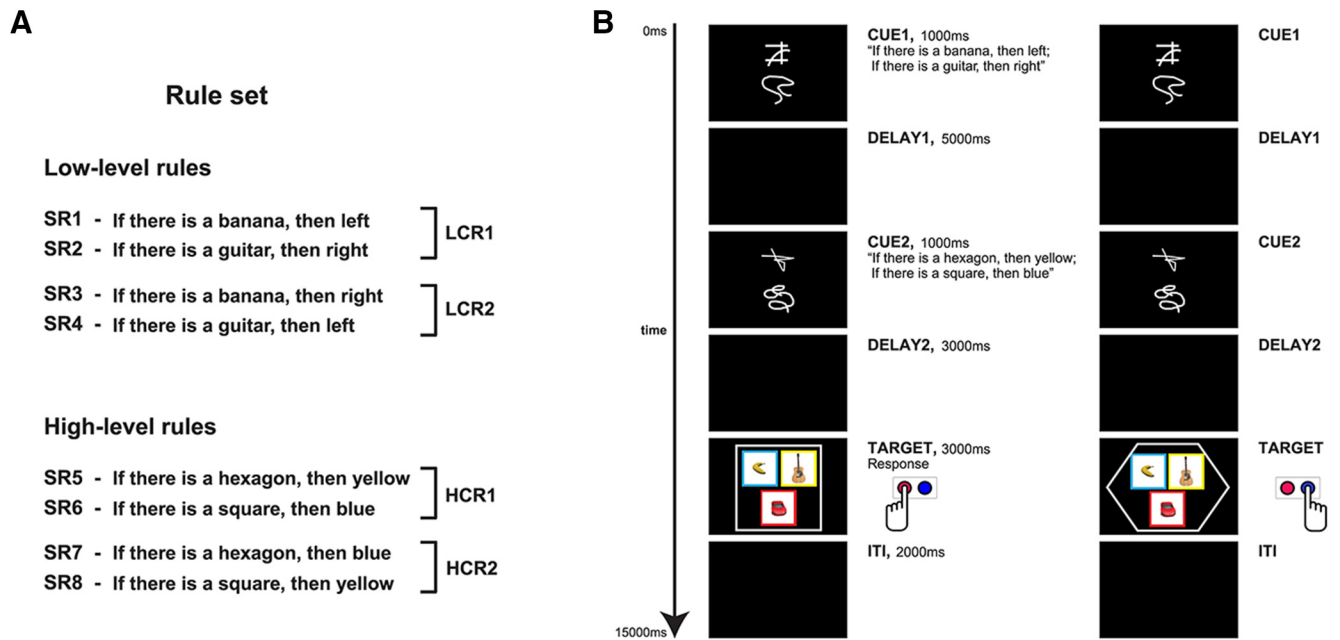 A
Rule set
Low-level rules
SR1 - If there is a banana, then left
SR2 - If there is a guitar, then right
LCR1
SR3 - If there is a banana, then right
SR4 - If there is a guitar, then left
LCR2
High-level rules
SR5 - If there is a hexagon, then yellow
SR6 - If there is a square, then blue
HCR1
SR7 - If there is a hexagon, then blue
SR8 - If there is a square, then yellow
HCR2
B
0ms
time
15000ms
CUE1, 1000ms
“If there is a banana, then left;
If there is a guitar, then right”
DELAY1, 5000ms
CUE2, 1000ms
“If there is a hexagon, then yellow;
If there is a square, then blue”
DELAY2, 3000ms
TARGET, 3000ms
Response
ITI, 2000ms
CUE1
DELAY1
CUE2
DELAY2
TARGET
ITI